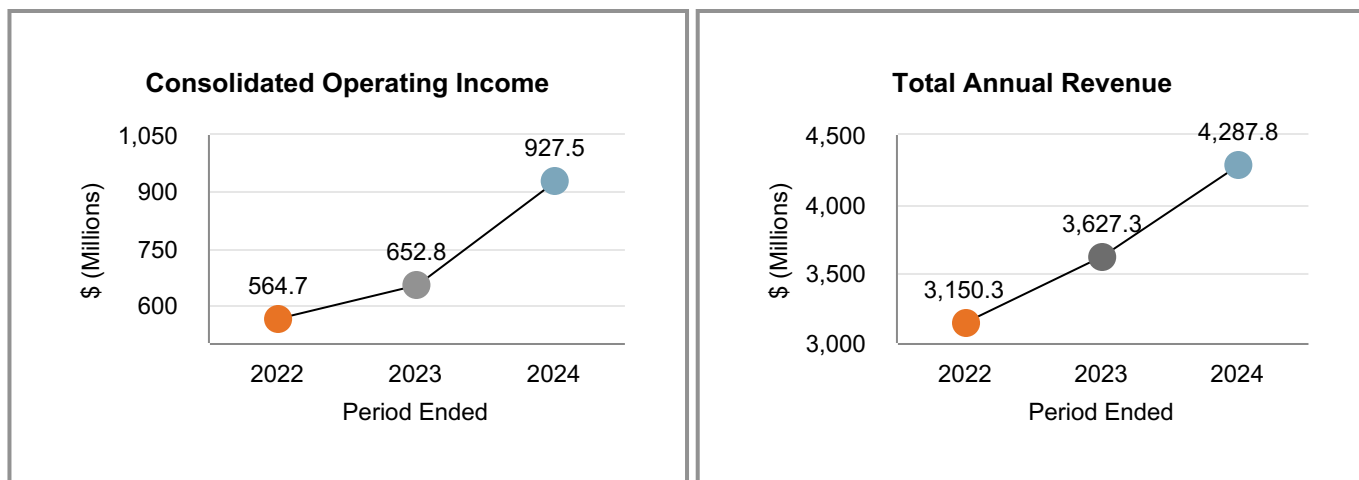 Consolidated Operating Income
1,050
900
750
600
$ (Millions)
564.7
652.8
927.5
2022 2023 2024
Period Ended
Total Annual Revenue
4,500
4,000
3,500
3,000
$ (Millions)
3,150.3
3,627.3
4,287.8
2022 2023 2024
Period Ended